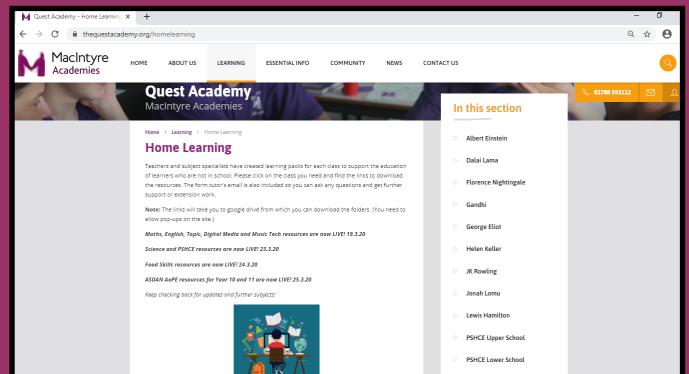 Quest Academy - Home Learning
thequestacademy.org/homelearning
MacIntyre
Academies
HOME ABOUT US LEARNING ESSENTIAL INFO COMMUNITY NEWS CONTACT US
Quest Academy
MacIntyre Academies
01788 593112
Home > Learning > Home Learning
Home Learning
Teachers and subject specialists have created learning packs for each class to support the education
of learners who are not in school. Please click on the class you need and find the links to download
the resources. The form tutor's email is also included so you can ask any questions and get further
support or extension work.
Note: The links will take you to google drive from which you can download the folders. (You need to
allow pop-ups on the site.)
Maths, English, Topic, Digital Media and Music Tech resources are now LIVE! 19.3.20
Science and PSHCE resources are now LIVE! 23.3.20
Food Skills resources are now LIVE! 24.3.20
ASDAN AoPE resources for Year 10 and 11 are now LIVE! 25.3.20
Keep checking back for updates and further subjects!
In this section
Albert Einstein
Dalai Lama
Florence Nightingale
Gandhi
George Eliot
Helen Keller
JK Rowling
Jonah Lomu
Lewis Hamilton
PSHCE Upper School
PSHCE Lower School